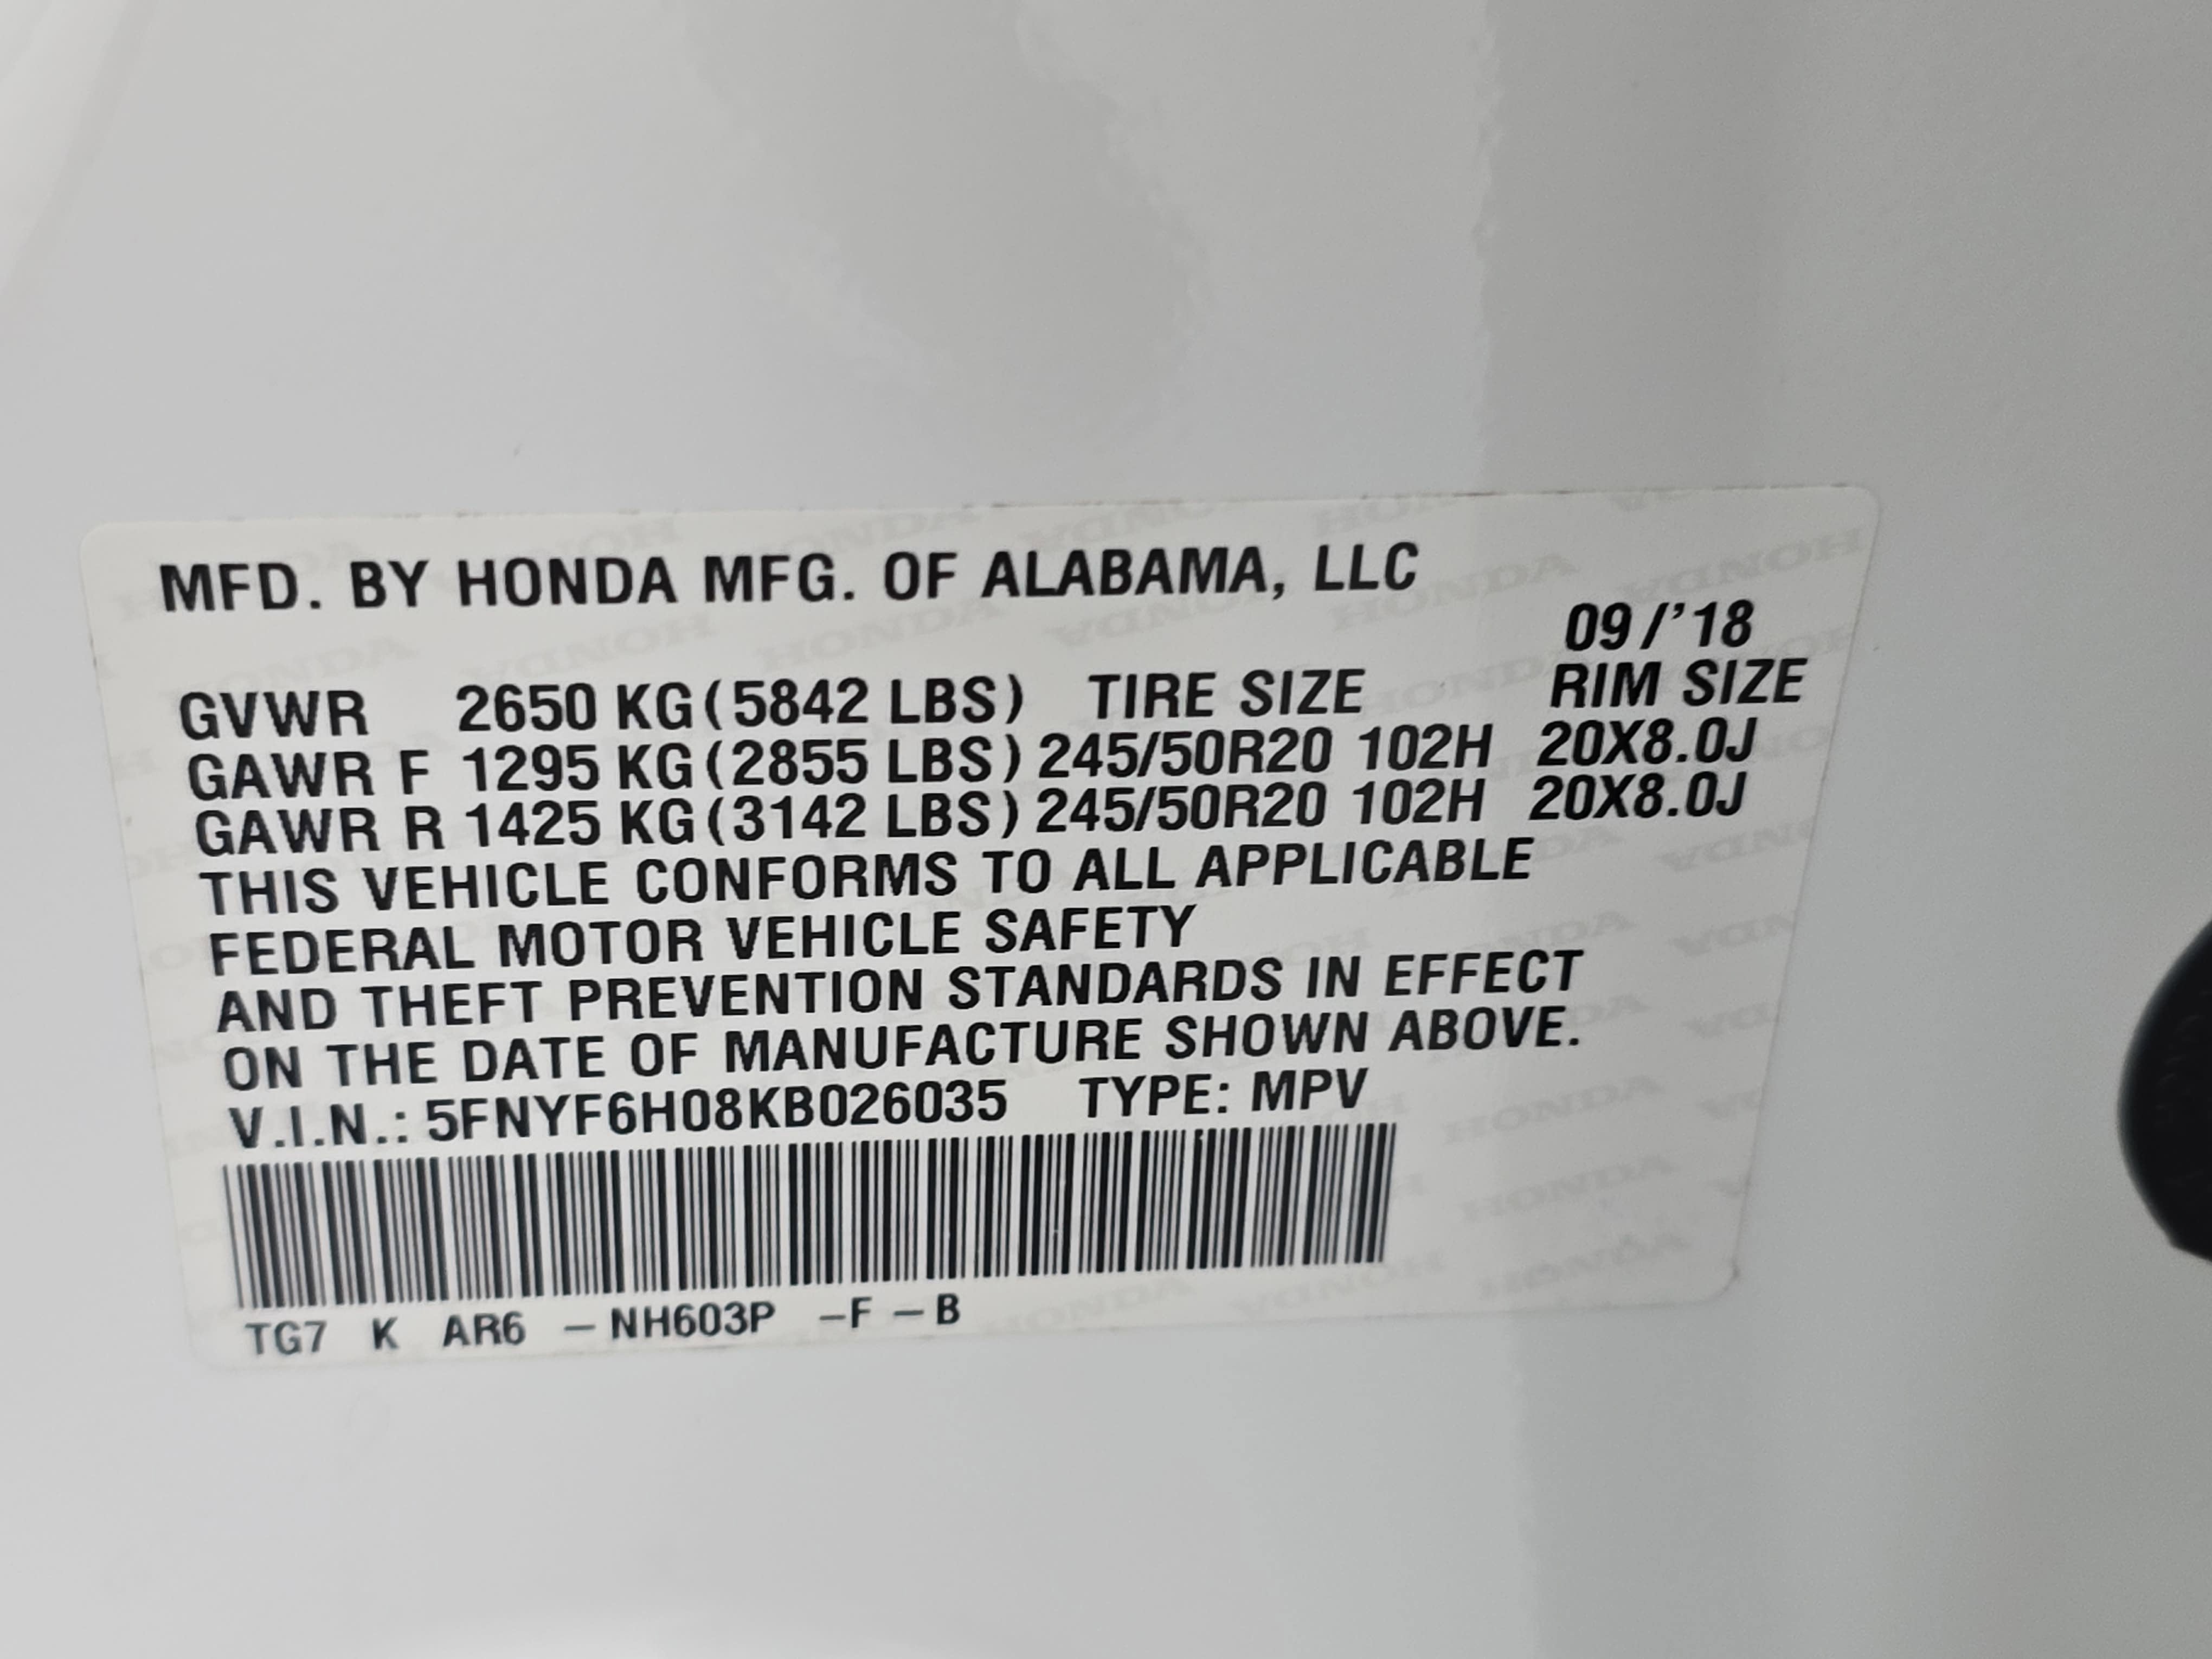 MFD. BY HONDA MFG. OF ALABAMA, LLC
09/'18
GVWR 2650 KG(5842 LBS) TIRE SIZE RIM SIZE
GAWR F 1295 KG(2855 LBS) 245/50R20 102H 20X8.0J
GAWR R 1425 KG(3142 LBS) 245/50R20 102H 20X8.0J
THIS VEHICLE CONFORMS TO ALL APPLICABLE
FEDERAL MOTOR VEHICLE SAFETY
AND THEFT PREVENTION STANDARDS IN EFFECT
ON THE DATE OF MANUFACTURE SHOWN ABOVE.
V.I.N.: 5FNYF6H08KB026035 TYPE: MPV
TG7 K AR6 –NH603P –F –B